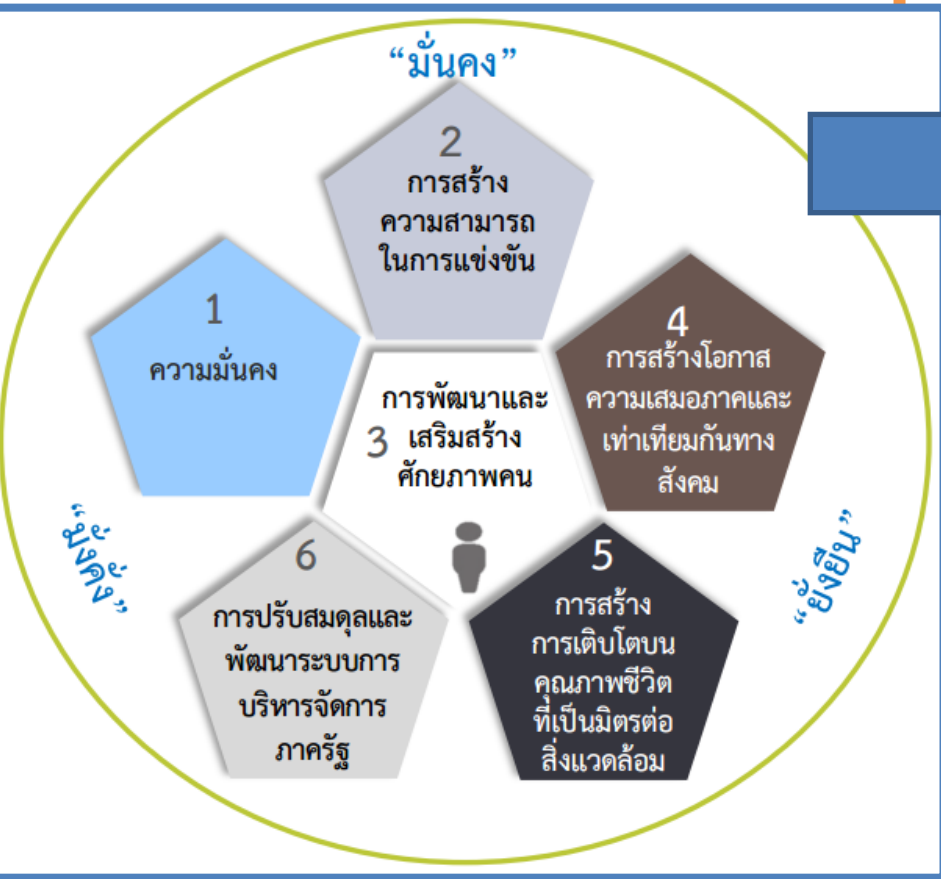 “มั่นคง”
2
การสร้าง
ความสามารถ
ในการแข่งขัน
1
ความมั่นคง
4
การสร้างโอกาส
ความเสมอภาคและ
เท่าเทียมกันทาง
สังคม
3
การพัฒนาและ
เสริมสร้าง
ศักยภาพคน
“มั่งคั่ง”
“ยั่งยืน”
6
การปรับสมดุลและ
พัฒนาระบบการ
บริหารจัดการ
ภาครัฐ
5
การสร้าง
การเติบโตบน
คุณภาพชีวิต
ที่เป็นมิตรต่อ
สิ่งแวดล้อม